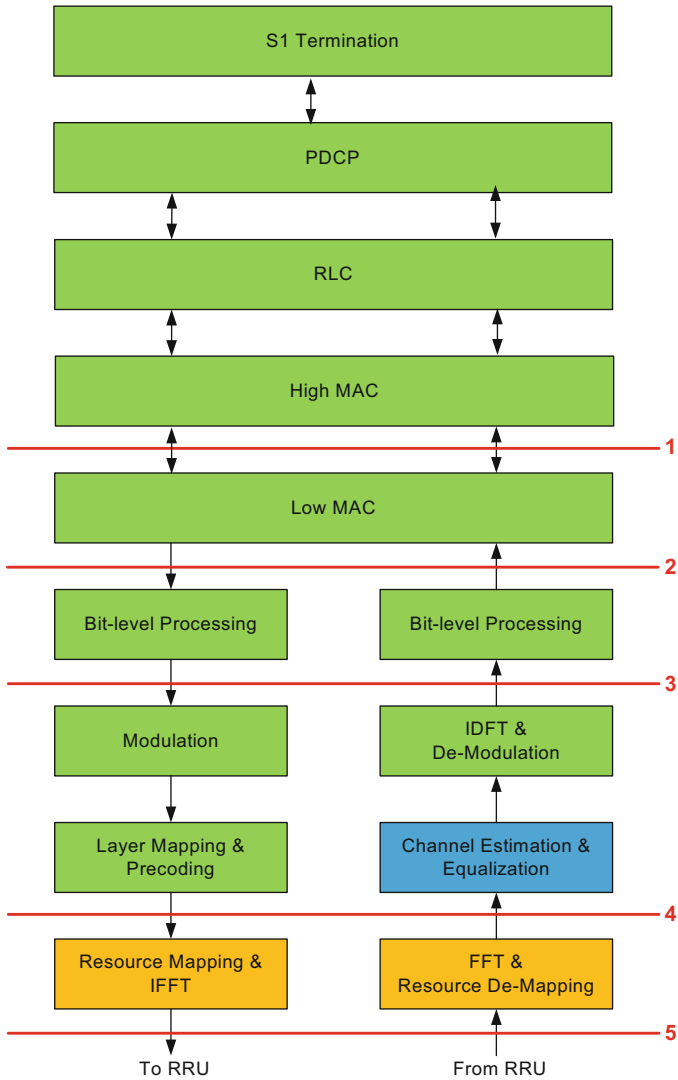 S1 Termination
PDCP
RLC
High MAC
1
Low MAC
2
Bit-level Processing
Bit-level Processing
3
Modulation
IDFT &
De-Modulation
Layer Mapping &
Precoding
Channel Estimation &
Equalization
4
Resource Mapping &
IFFT
FFT &
Resource De-Mapping
5
To RRU
From RRU